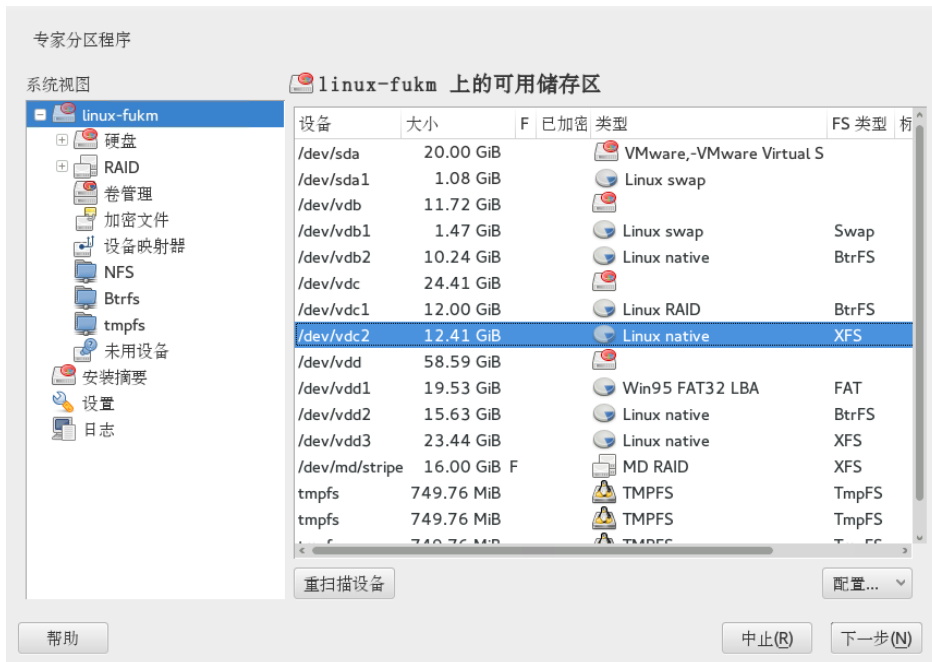 专家分区程序
系统视图
linux-fukm
硬盘
RAID
卷管理
加密文件
设备映射器
NFS
Btrfs
tmpfs
未用设备
安装摘要
设置
日志
linux-fukm 上的可用储存区
设备 大小 F 已加密 类型 FS 类型 标
/dev/sda 20.00 GiB VMware,-VMware Virtual S
/dev/sda1 1.08 GiB Linux swap
/dev/vdb 11.72 GiB
/dev/vdb1 1.47 GiB Linux swap Swap
/dev/vdb2 10.24 GiB Linux native BtrFS
/dev/vdc 24.41 GiB
/dev/vdc1 12.00 GiB Linux RAID BtrFS
/dev/vdc2 12.41 GiB Linux native XFS
/dev/vdd 58.59 GiB
/dev/vdd1 19.53 GiB Win95 FAT32 LBA FAT
/dev/vdd2 15.63 GiB Linux native BtrFS
/dev/vdd3 23.44 GiB Linux native XFS
/dev/md/stripe 16.00 GiB F MD RAID XFS
tmpfs 749.76 MiB TMPFS TmpFS
tmpfs 749.76 MiB TMPFS TmpFS
重扫描设备 配置...
帮助 中止(R) 下一步(N)